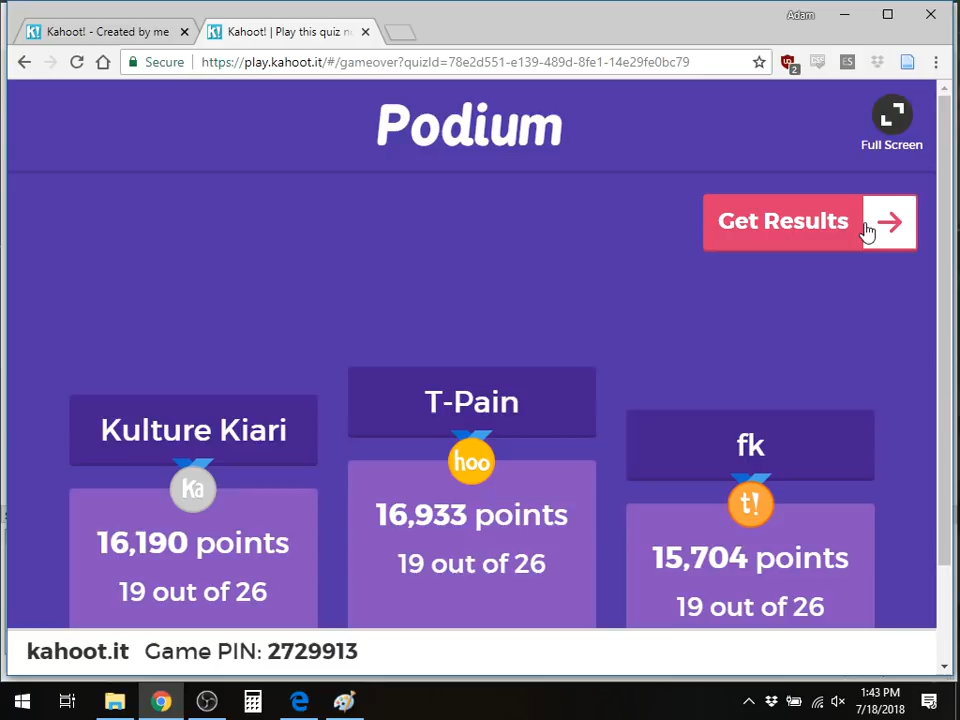 Adam
Kahoot! - Created by me
Kahoot! | Play this quiz n
Secure
https://play.kahoot.it/#/gameover?quizId=78e2d551-e139-489d-8fe1-14e29fe0bc79
2
ES
Podium
Full Screen
Get Results
T-Pain
Kulture Kiari
fk
hoo
Ka
t!
16,933 points
19 out of 26
16,190 points
19 out of 26
15,704 points
19 out of 26
kahoot.it Game PIN: 2729913
1:43 PM
7/18/2018